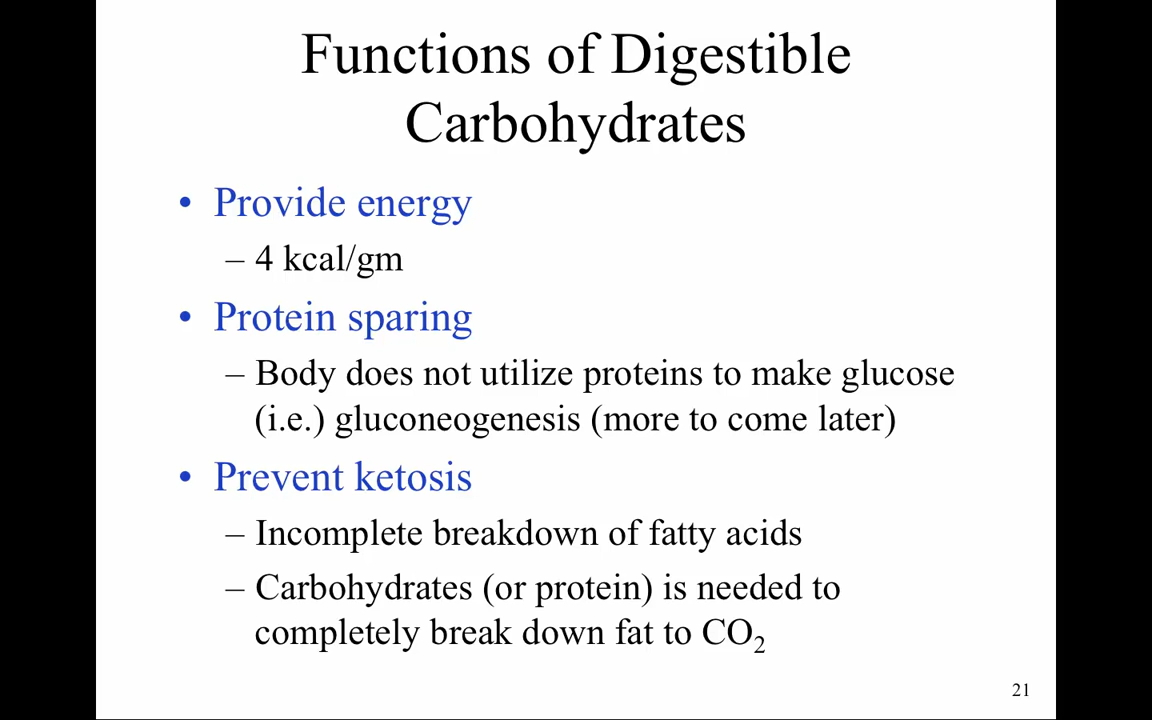 Functions of Digestible
Carbohydrates
• Provide energy
– 4 kcal/gm
• Protein sparing
– Body does not utilize proteins to make glucose
(i.e.) gluconeogenesis (more to come later)
• Prevent ketosis
– Incomplete breakdown of fatty acids
– Carbohydrates (or protein) is needed to
completely break down fat to CO₂
21